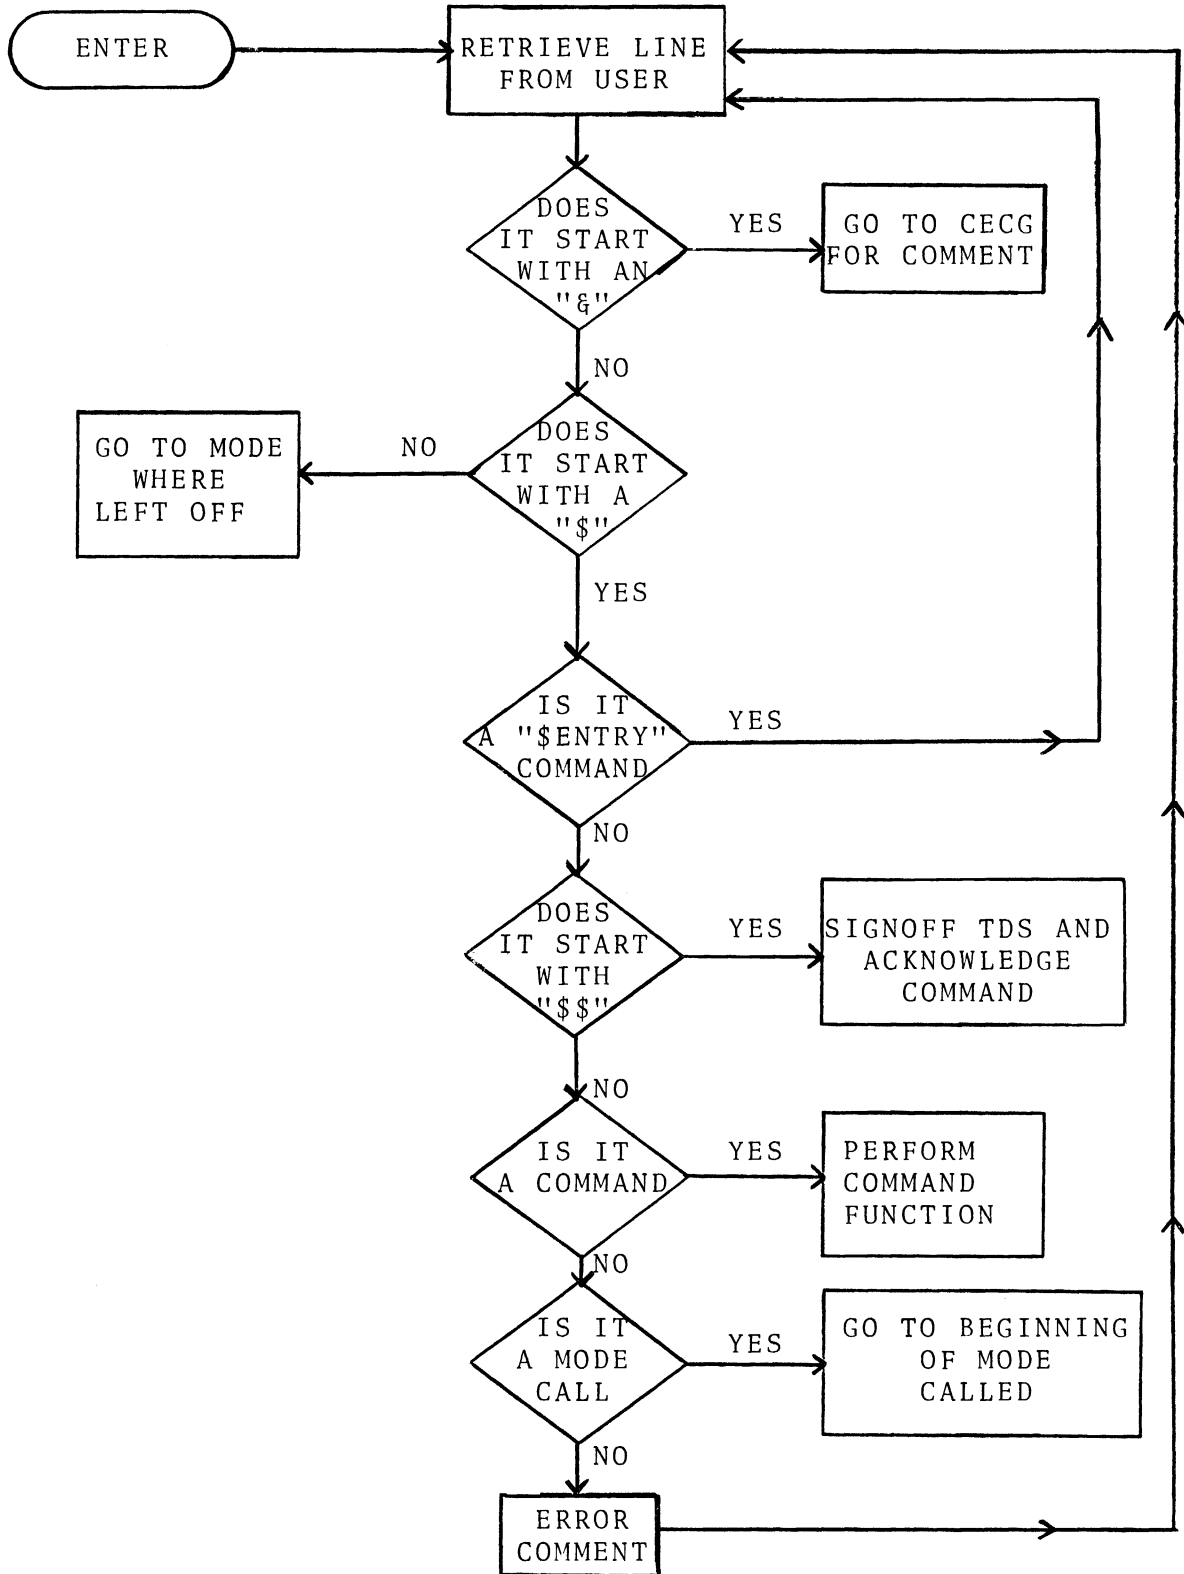 ENTER
RETRIEVE LINE
FROM USER
DOES
IT START
WITH AN
"&"
YES
GO TO CECG
FOR COMMENT
NO
DOES
IT START
WITH A
"$"
NO
GO TO MODE
WHERE
LEFT OFF
YES
IS IT
A "$ENTRY"
COMMAND
YES
NO
DOES
IT START
WITH
"$$"
YES
SIGNOFF TDS AND
ACKNOWLEDGE
COMMAND
NO
IS IT
A COMMAND
YES
PERFORM
COMMAND
FUNCTION
NO
IS IT
A MODE
CALL
YES
GO TO BEGINNING
OF MODE
CALLED
NO
ERROR
COMMENT